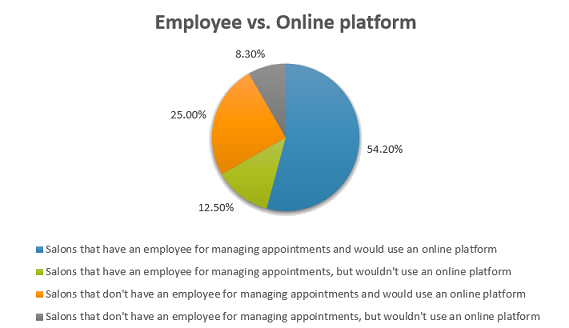 Employee vs. Online platform
8.30%
25.00%
54.20%
12.50%
Salons that have an employee for managing appointments and would use an online platform
Salons that have an employee for managing appointments, but wouldn't use an online platform
Salons that don't have an employee for managing appointments and would use an online platform
Salons that don't have an employee for managing appointments, but wouldn't use an online platform